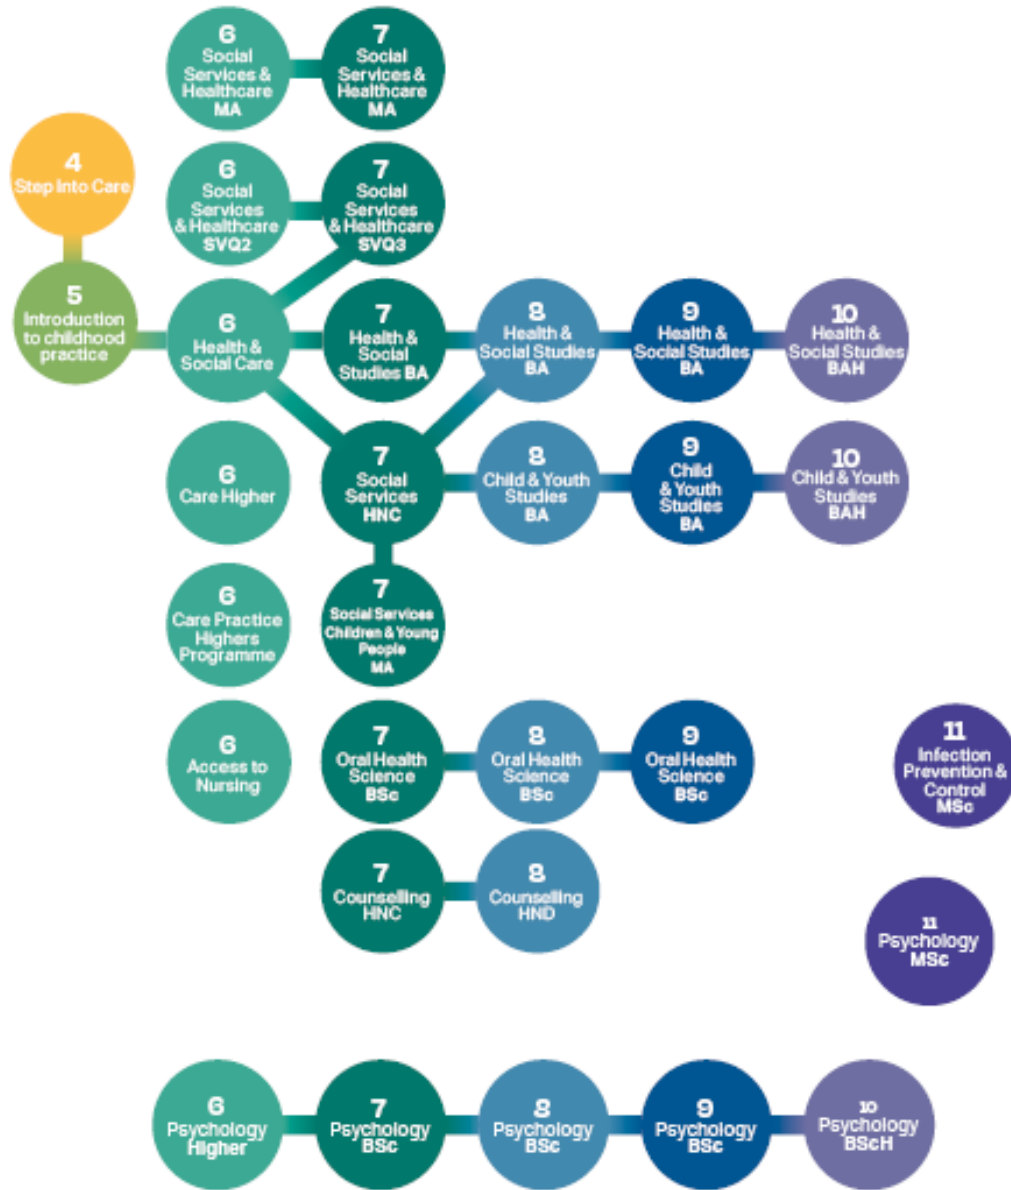 6
Social
Services &
Healthcare
MA
7
Social
Services &
Healthcare
MA
4
Step Into Care
6
Social
Services
& Healthcare
SVQ2
7
Social
Services
& Healthcare
SVQ3
5
Introduction
to childhood
practice
6
Health &
Social Care
7
Health &
Social
Studies BA
8
Health &
Social Studies
BA
9
Health &
Social Studies
BA
10
Health &
Social Studies
BAH
6
Care Higher
7
Social
Services
HNC
8
Child & Youth
Studies
BA
9
Child
& Youth
Studies
BA
10
Child & Youth
Studies
BAH
6
Care Practice
Highers
Programme
7
Social Services
Children & Young
People
MA
6
Access to
Nursing
7
Oral Health
Science
BSc
8
Oral Health
Science
BSc
9
Oral Health
Science
BSc
11
Infection
Prevention &
Control
MSc
7
Counselling
HNC
8
Counselling
HND
11
Psychology
MSc
6
Psychology
Higher
7
Psychology
BSc
8
Psychology
BSc
9
Psychology
BSc
10
Psychology
BScH